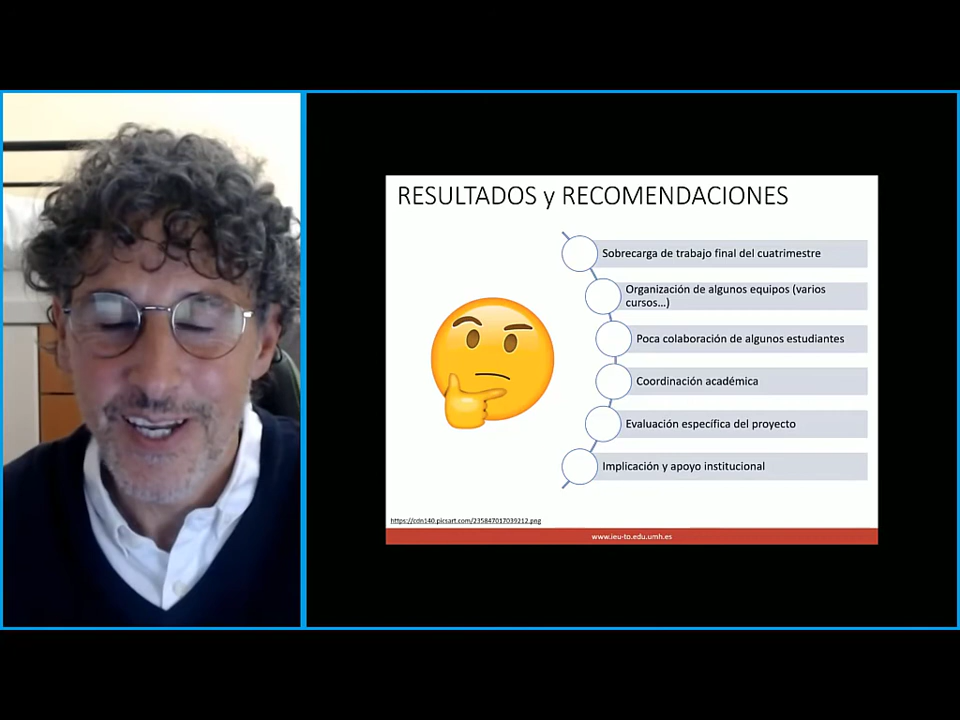 RESULTADOS y RECOMENDACIONES
Sobrecarga de trabajo final del cuatrimestre
Organización de algunos equipos (varios
cursos...)
Poca colaboración de algunos estudiantes
Coordinación académica
Evaluación específica del proyecto
Implicación y apoyo institucional
https://cdn140.picsart.com/235847017039212.png
www.ieu-to.edu.umh.es